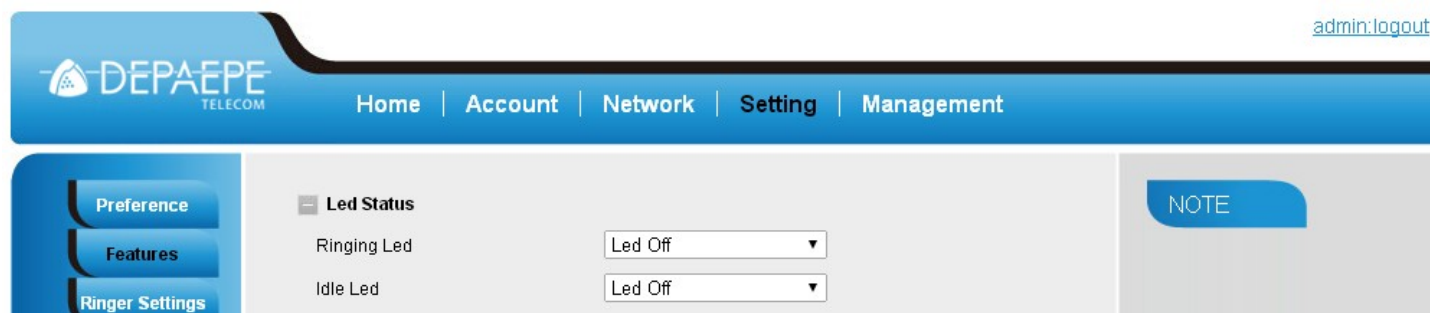 admin:logout
DEPAEPE
TELECOM
Home | Account | Network | Setting | Management
Preference
Features
Ringer Settings
Led Status
Ringing Led Led Off
Idle Led Led Off
NOTE